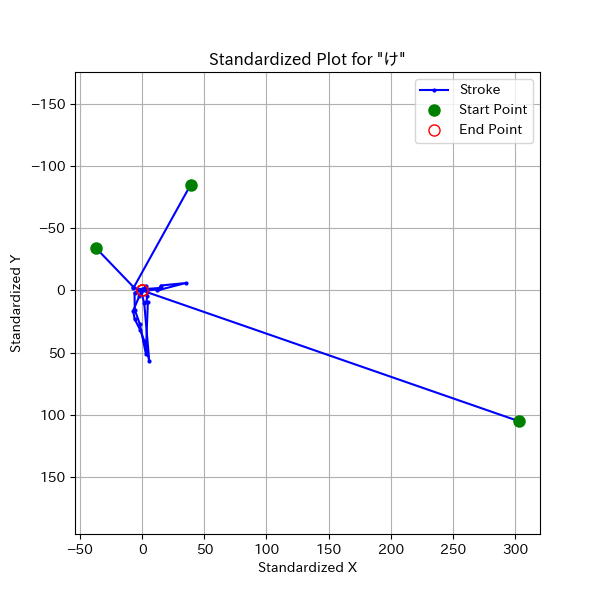 Standardized Plot for "け"
Stroke
Start Point
End Point
Standardized Y
−150
−100
−50
0
50
100
150
−50 0 50 100 150 200 250 300
Standardized X